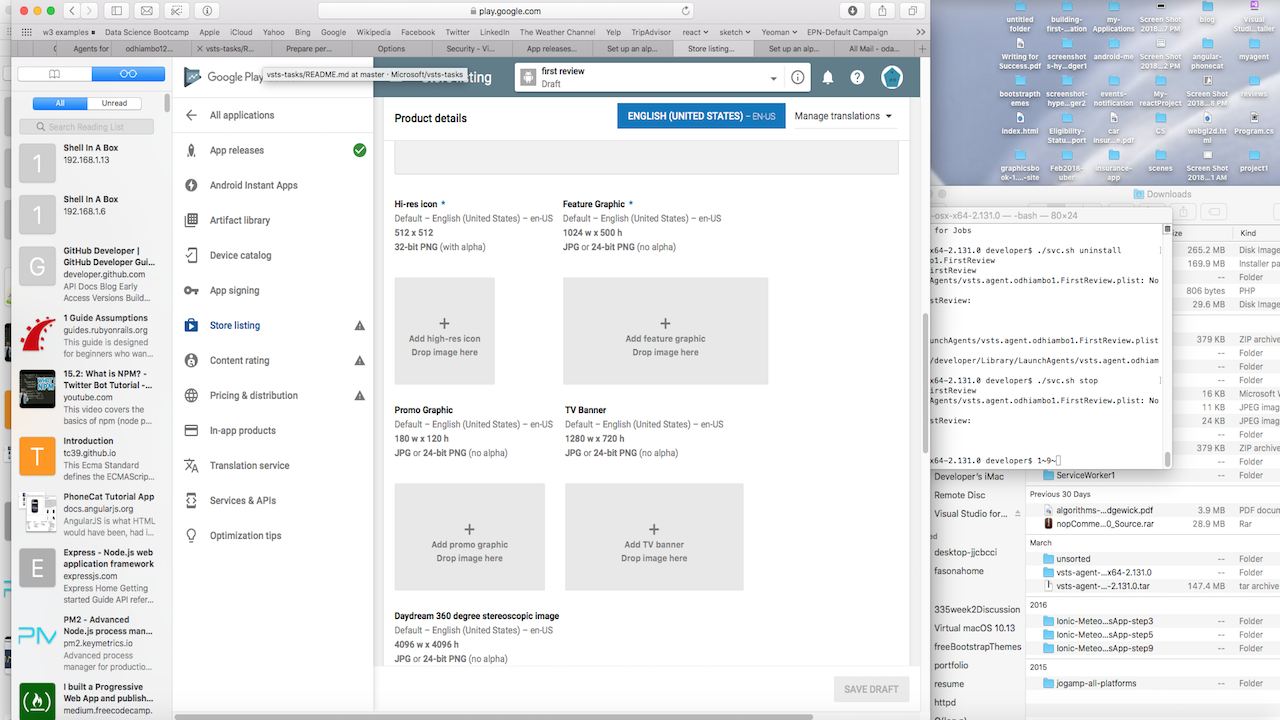 play.google.com
w3 examples
Data Science Bootcamp
Apple
iCloud
Yahoo
Bing
Google
Wikipedia
Facebook
Twitter
LinkedIn
The Weather Channel
Yelp
TripAdvisor
react
sketch
Yeoman
EPN-Default Campaign
Agents for
odhiambo12...
vsts-tasks/R...
Prepare per...
Options
Security - Vi...
App releases...
Set up an alp...
Store listing...
Set up an alp...
All Mail - oda...
All
Unread
Search Reading List
1
Shell In A Box
192.168.1.13
1
Shell In A Box
192.168.1.6
G
GitHub Developer |
GitHub Developer Gui...
developer.github.com
API Docs Blog Early
Access Versions Build...
1 Guide Assumptions
guides.rubyonrails.org
This guide is designed
for beginners who wan...
15.2: What is NPM? -
Twitter Bot Tutorial -...
youtube.com
This video covers the
basics of npm (node p...
T
Introduction
tc39.github.io
This Ecma Standard
defines the ECMAScrip...
PhoneCat Tutorial App
docs.angularjs.org
AngularJS is what HTML
would have been, had i...
E
Express - Node.js web
application framework
expressjs.com
Express Home Getting
started Guide API refer...
PM
PM2 - Advanced
Node.js process man...
pm2.keymetrics.io
Advanced process
manager for productio...
I built a Progressive
Web App and publish...
medium.freecodecamp.
Google Play
vsts-tasks/README.md at master · Microsoft/vsts-tasks
first review
Draft
All applications
App releases
Android Instant Apps
Artifact library
Device catalog
App signing
Store listing
Content rating
Pricing & distribution
In-app products
Translation service
Services & APIs
Optimization tips
Product details
ENGLISH (UNITED STATES) – EN-US
Manage translations
Hi-res icon *
Default – English (United States) – en-US
512 x 512
32-bit PNG (with alpha)
Feature Graphic *
Default – English (United States) – en-US
1024 w x 500 h
JPG or 24-bit PNG (no alpha)
Add high-res icon
Drop image here
Add feature graphic
Drop image here
Promo Graphic
Default – English (United States) – en-US
180 w x 120 h
JPG or 24-bit PNG (no alpha)
TV Banner
Default – English (United States) – en-US
1280 w x 720 h
JPG or 24-bit PNG (no alpha)
Add promo graphic
Drop image here
Add TV banner
Drop image here
Daydream 360 degree stereoscopic image
Default – English (United States) – en-US
4096 w x 4096 h
JPG or 24-bit PNG (no alpha)
SAVE DRAFT
untitled
folder
building-
first-...ation
my-
Applications
Screen Shot
2018...2 PM
blog
Visual
Studi...taller
Writing for
Success.pdf
screenshots
-hyde...ger1
android-me
Screen Shot
2018...2 PM
angular-
phonecat
myagent
bootstrapth
emes
screenshot-
hype...ger2
events-
notification
My-
reactProject
Screen Shot
2018...8 PM
reviews
index.html
Eligibility-
Statu...port
car
insur...e.pdf
CS
webgl2d.ht
ml
Program.cs
graphicsbo
ok-1....-site
Feb2018-
uber
insurance-
app
scenes
Screen Shot
2018...1 AM
project1
Downloads
-osx-x64-2.131.0 — -bash — 80×24
for Jobs
x64-2.131.0 developer$ ./svc.sh uninstall
bo1.FirstReview
irstReview
Agents/vsts.agent.odhiambo1.FirstReview.plist: No
stReview:
unchAgents/vsts.agent.odhiambo1.FirstReview.plist
/developer/Library/LaunchAgents/vsts.agent.odhiam
x64-2.131.0 developer$ ./svc.sh stop
irstReview
Agents/vsts.agent.odhiambo1.FirstReview.plist: No
stReview:
x64-2.131.0 developer$ 1~9~
ize
Kind
265.2 MB
Disk Image
169.9 MB
Installer pa
--
Folder
806 bytes
PHP
29.6 MB
Disk Image
379 KB
ZIP archive
--
Folder
--
Folder
--
Folder
16 KB
Microsoft W
11 KB
JPEG imag
24 KB
JPEG imag
--
Folder
379 KB
ZIP archive
--
Folder
ServiceWorker1
--
Folder
Developer's iMac
Remote Disc
Visual Studio for...
desktop-jjcbcci
fasonahome
335week2Discussion
Virtual macOS 10.13
freeBootstrapThemes
portfolio
resume
httpd
Previous 30 Days
algorithms-...dgewick.pdf
3.9 MB
PDF docum
nopComme...0_Source.rar
28.9 MB
Rar
March
unsorted
--
Folder
vsts-agent-...x64-2.131.0
--
Folder
vsts-agent-...-2.131.0.tar
147.4 MB
tar archive
2016
Ionic-Meteo...sApp-step3
--
Folder
Ionic-Meteo...sApp-step5
--
Folder
Ionic-Meteo...sApp-step9
--
Folder
2015
jogamp-all-platforms
--
Folder